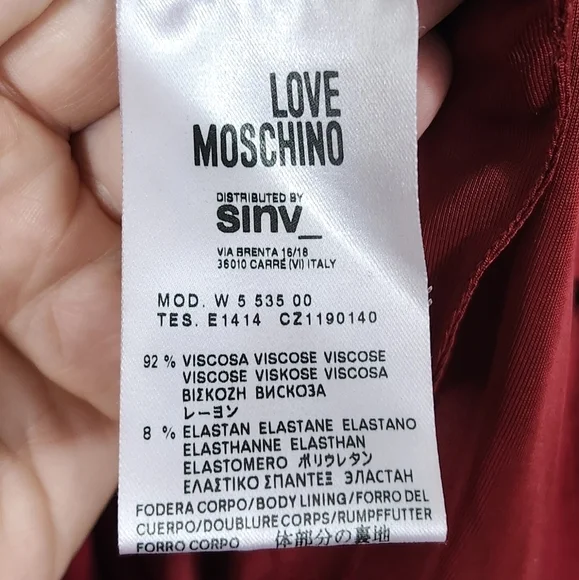 LOVE
MOSCHINO
DISTRIBUTED BY
sinv_
VIA BRENTA 16/18
36010 CARRÈ (VI) ITALY
MOD. W 5 535 00
TES. E1414 CZ1190140
92 % VISCOSA VISCOSE VISCOSE
VISCOSE VISKOSE VISCOSA
ΒΙΣΚΟΖΗ ВИСКОЗА
レーヨン
8 % ELASTAN ELASTANE ELASTANO
ELASTHANNE ELASTHAN
ELASTOMERO ポリウレタン
ΕΛΑΣΤΙΚΟ ΣΠΑΝΤΕΞ ЭЛАСТАН
FODERA CORPO/BODY LINING/FORRO DEL
CUERPO/DOUBLURE CORPS/RUMPFFUTTER
FORRO CORPO 体部分の裏地